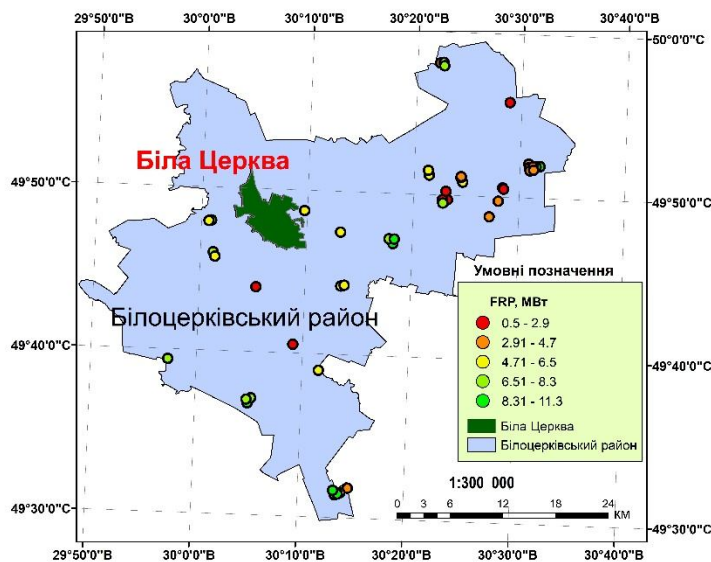 30°0'0"В 30°10'0"В 30°20'0"В 30°30'0"В 30°40'0"В
50°0'0"С
Біла Церква
49°50'0"С
49°50'0"С
Умовні позначення
FRP, МВт
0.5 - 2.9
2.91 - 4.7
4.71 - 6.5
6.51 - 8.3
8.31 - 11.3
Біла Церква
Білоцерківський район
Білоцерківський район
49°40'0"С
49°40'0"С
1:300 000
0 3 6 12 18 24
КМ
49°30'0"С
49°30'0"С
29°50'0"В 30°0'0"В 30°10'0"В 30°20'0"В 30°30'0"В 30°40'0"В